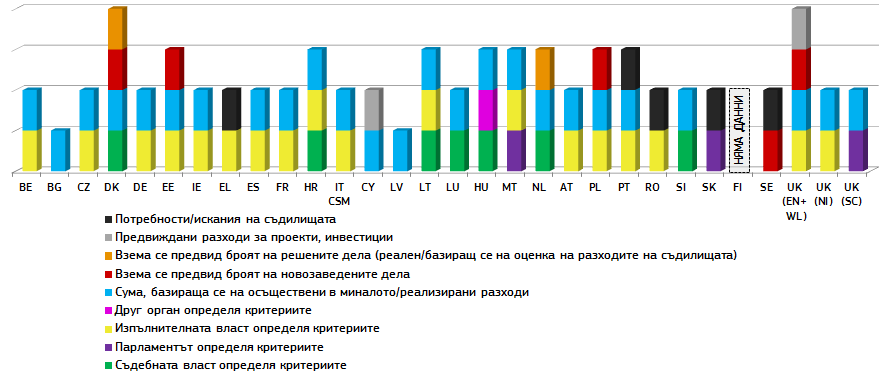 НЯМА ДАННИ
BE BG CZ DK DE EE IE EL ES FR HR IT CY LV LT LU HU MT NL AT PL PT RO SI SK FI SE UK UK UK
CSM (EN+ (NI) (SC)
WL)
Потребности/искания на съдилищата
Предвиждани разходи за проекти, инвестиции
Взема се предвид броят на решените дела (реален/базиращ се на оценка на разходите на съдилищата)
Взема се предвид броят на новозаведените дела
Сума, базираща се на осъществени в миналото/реализирани разходи
Друг орган определя критериите
Изпълнителната власт определя критериите
Парламентът определя критериите
Съдебната власт определя критериите